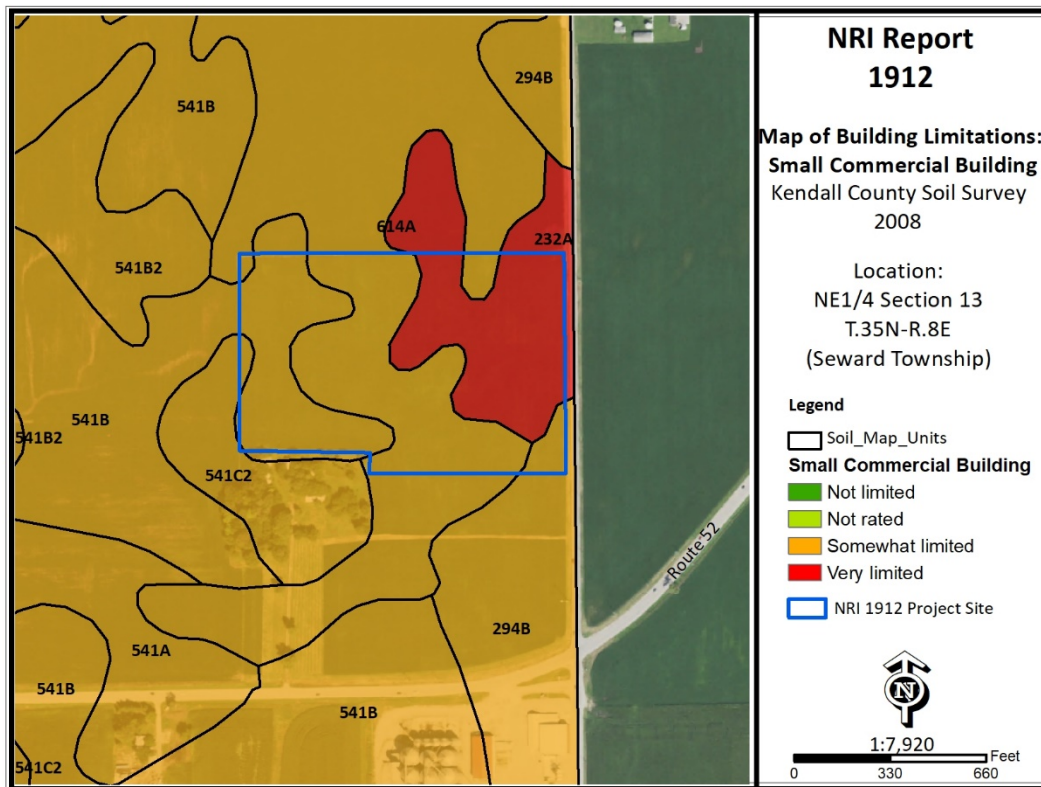 541B
294B
614A
232A
541B2
541B
541B2
541C2
Route 52
294B
541A
541B
541B
541C2
NRI Report
1912
Map of Building Limitations:
Small Commercial Building
Kendall County Soil Survey
2008
Location:
NE1/4 Section 13
T.35N-R.8E
(Seward Township)
Legend
Soil_Map_Units
Small Commercial Building
Not limited
Not rated
Somewhat limited
Very limited
NRI 1912 Project Site
N
1:7,920
Feet
0 330 660